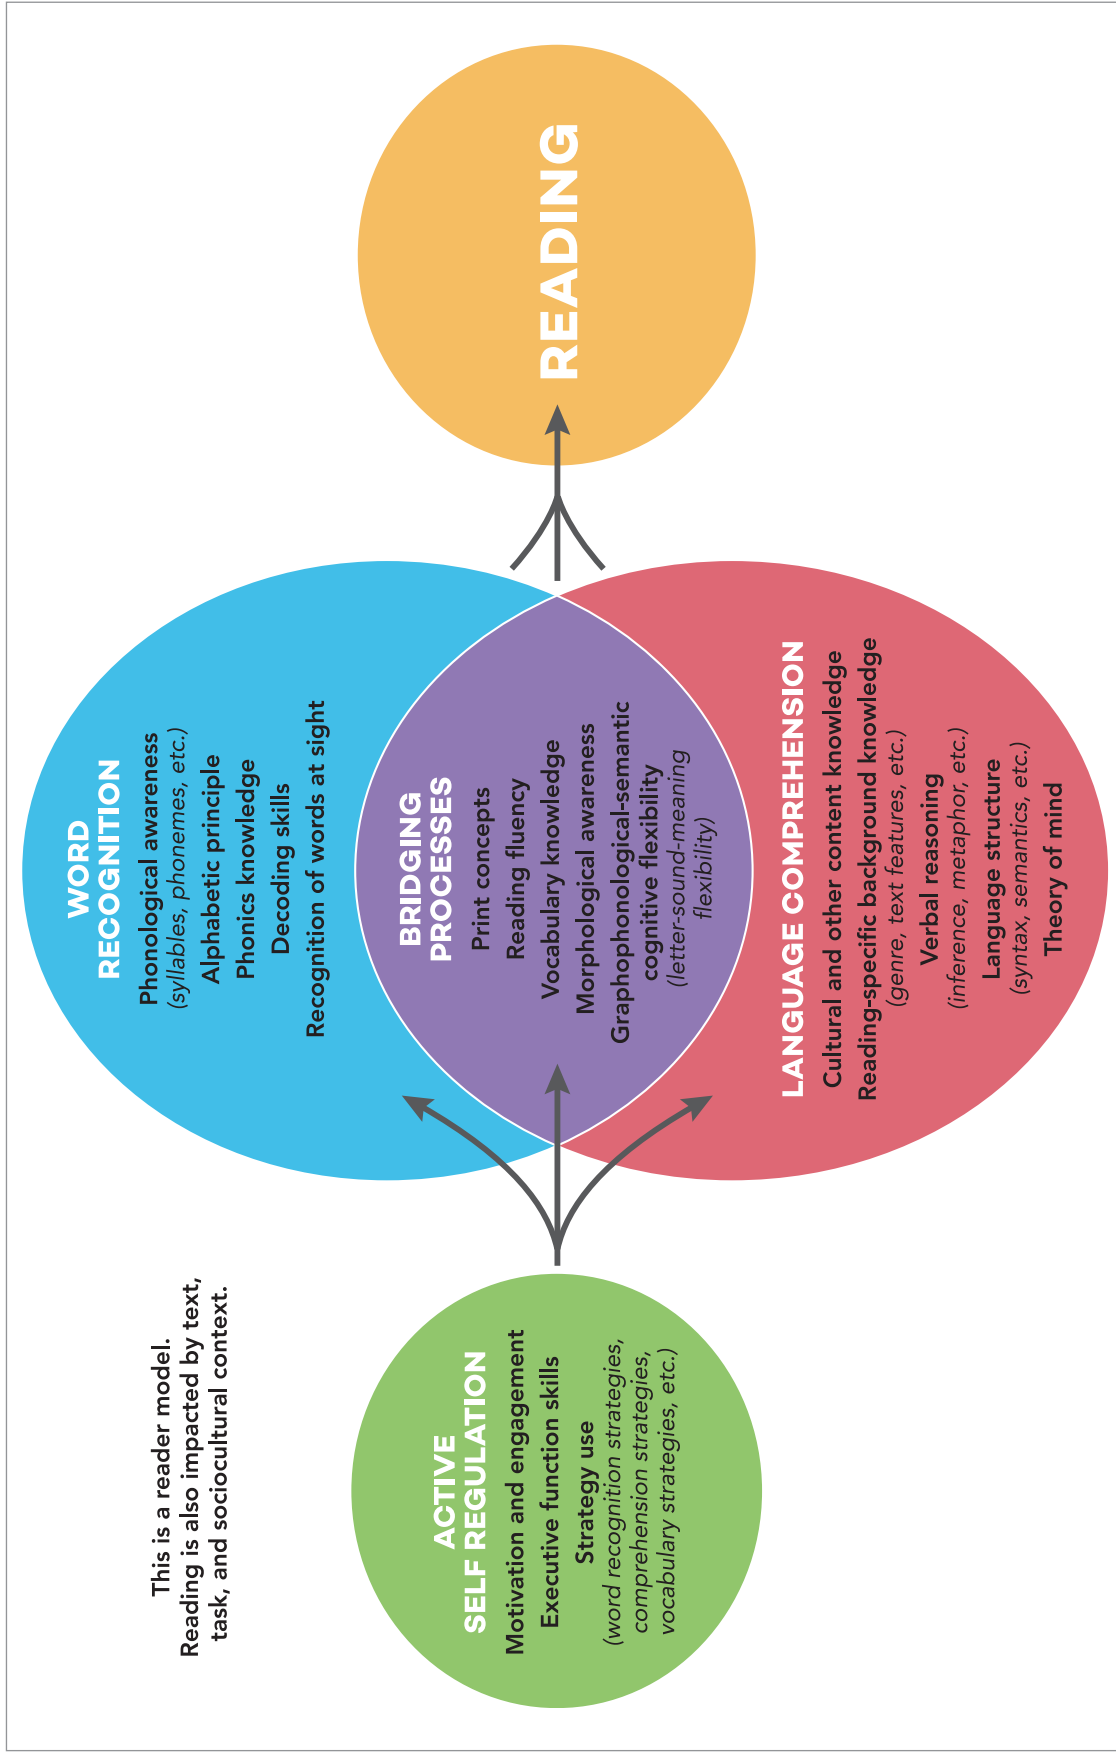 This is a reader model.
Reading is also impacted by text,
task, and sociocultural context.
ACTIVE
SELF REGULATION
Motivation and engagement
Executive function skills
Strategy use
(word recognition strategies,
comprehension strategies,
vocabulary strategies, etc.)
WORD
RECOGNITION
Phonological awareness
(syllables, phonemes, etc.)
Alphabetic principle
Phonics knowledge
Decoding skills
Recognition of words at sight
BRIDGING
PROCESSES
Print concepts
Reading fluency
Vocabulary knowledge
Morphological awareness
Graphophonological-semantic
cognitive flexibility
(letter-sound-meaning
flexibility)
LANGUAGE COMPREHENSION
Cultural and other content knowledge
Reading-specific background knowledge
(genre, text features, etc.)
Verbal reasoning
(inference, metaphor, etc.)
Language structure
(syntax, semantics, etc.)
Theory of mind
READING